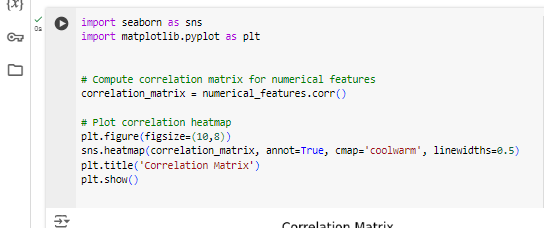 {x}
0s
import seaborn as sns
import matplotlib.pyplot as plt
# Compute correlation matrix for numerical features
correlation_matrix = numerical_features.corr()
# Plot correlation heatmap
plt.figure(figsize=(10,8))
sns.heatmap(correlation_matrix, annot=True, cmap='coolwarm', linewidths=0.5)
plt.title('Correlation Matrix')
plt.show()
Correlation Matrix